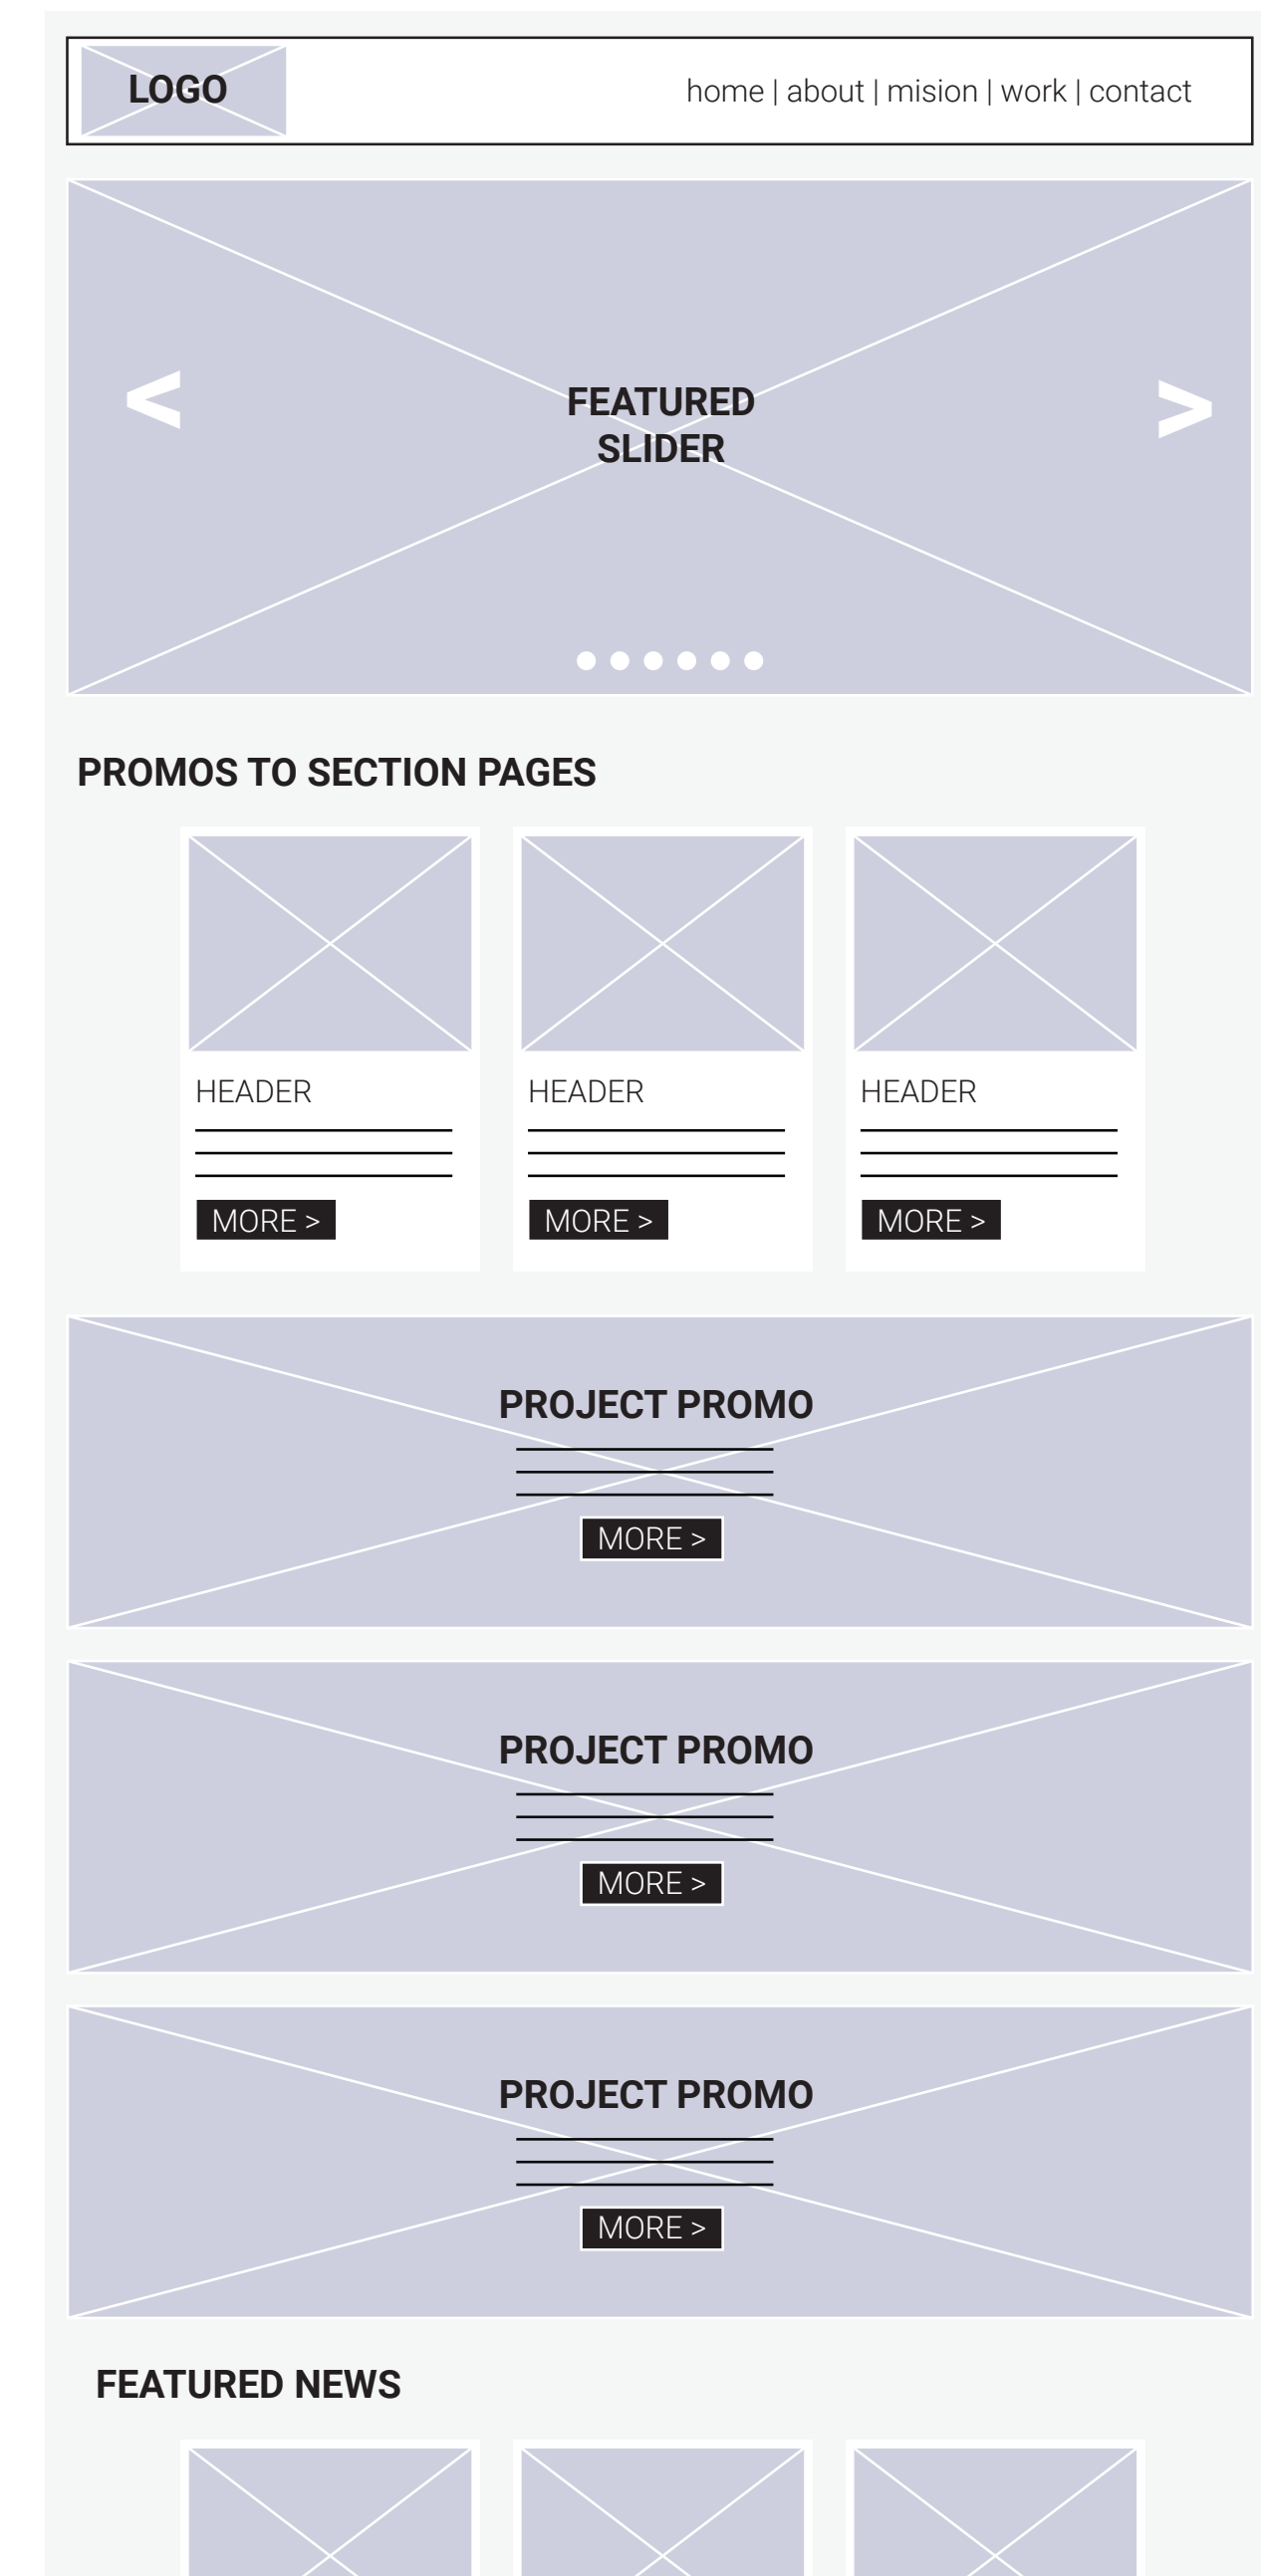 LOGO
home | about | mision | work | contact
<
FEATURED
SLIDER
>
PROMOS TO SECTION PAGES
HEADER
MORE >
HEADER
MORE >
HEADER
MORE >
PROJECT PROMO
MORE >
PROJECT PROMO
MORE >
PROJECT PROMO
MORE >
FEATURED NEWS